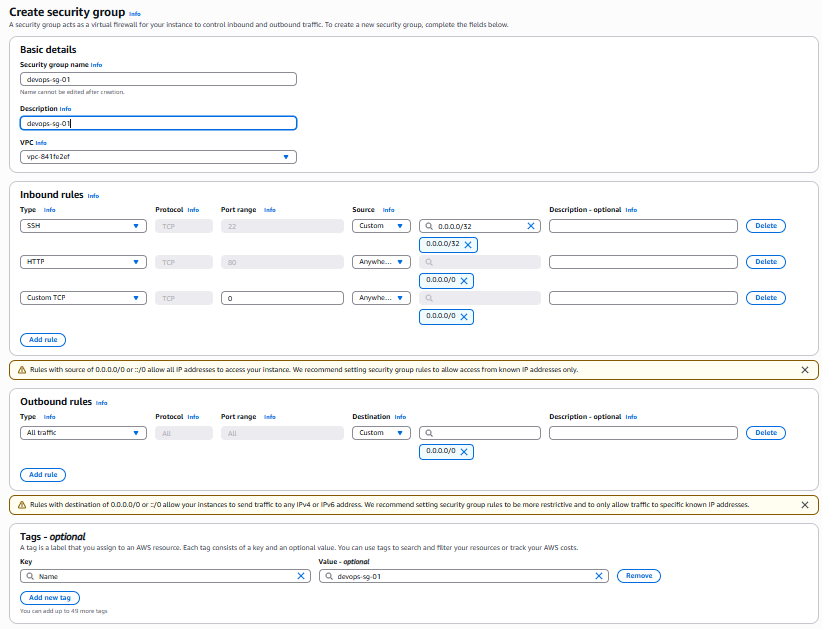 Create security group Info
A security group acts as a virtual firewall for your instance to control inbound and outbound traffic. To create a new security group, complete the fields below.
Basic details
Security group name Info
devops-sg-01
Name cannot be edited after creation.
Description Info
devops-sg-01
VPC Info
vpc-841fe2ef
Inbound rules Info
Type Info Protocol Info Port range Info Source Info Description - optional Info
SSH TCP 22 Custom 0.0.0.0/32 Delete
0.0.0.0/32
HTTP TCP 80 Anywhe... Delete
0.0.0.0/0
Custom TCP TCP 0 Anywhe... Delete
0.0.0.0/0
Add rule
Rules with source of 0.0.0.0/0 or ::/0 allow all IP addresses to access your instance. We recommend setting security group rules to allow access from known IP addresses only.
Outbound rules Info
Type Info Protocol Info Port range Info Destination Info Description - optional Info
All traffic All All Custom Delete
0.0.0.0/0
Add rule
Rules with destination of 0.0.0.0/0 or ::/0 allow your instances to send traffic to any IPv4 or IPv6 address. We recommend setting security group rules to be more restrictive and to only allow traffic to specific known IP addresses.
Tags - optional
A tag is a label that you assign to an AWS resource. Each tag consists of a key and an optional value. You can use tags to search and filter your resources or track your AWS costs.
Key Value - optional
Name devops-sg-01 Remove
Add new tag
You can add up to 49 more tags